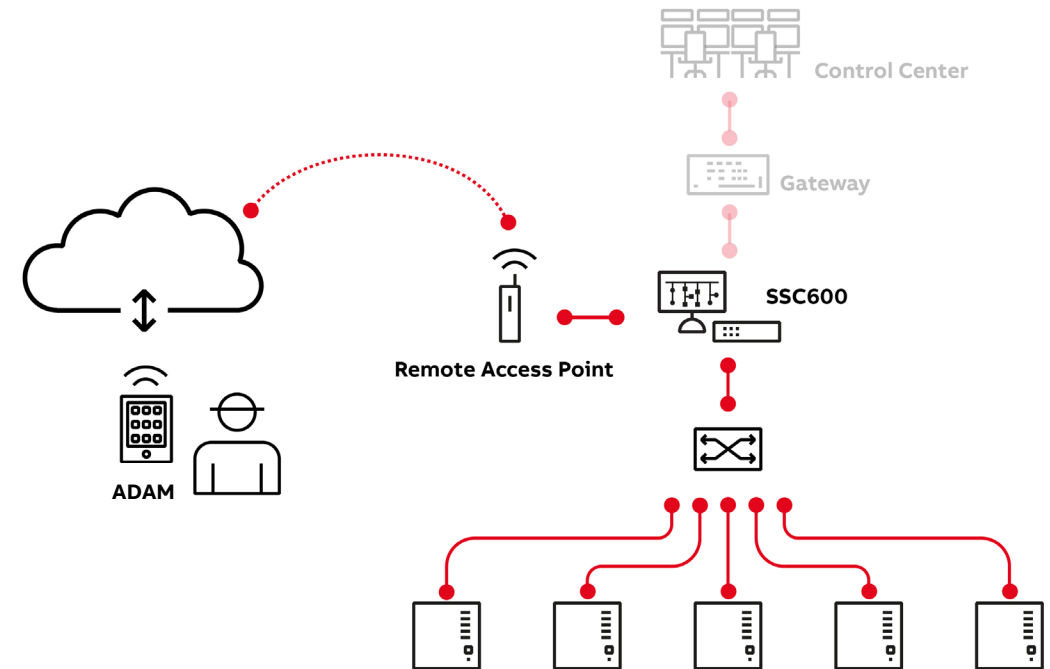 Control Center
Gateway
SSC600
Remote Access Point
ADAM